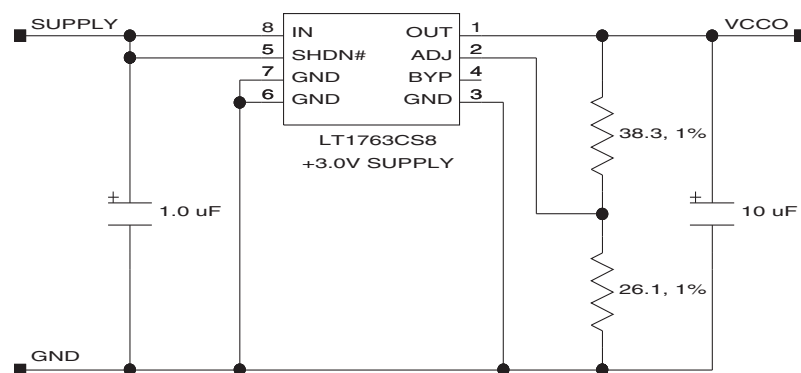 SUPPLY
8 IN OUT 1
VCCO
5 SHDN# ADJ 2
7 GND BYP 4
6 GND GND 3
LT1763CS8
+3.0V SUPPLY
38.3, 1%
+ 1.0 uF
+ 10 uF
26.1, 1%
GND